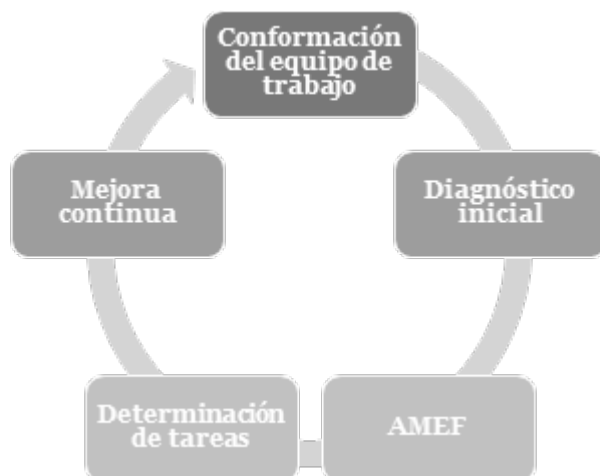 Conformación
del equipo de
trabajo
Diagnóstico
inicial
AMEF
Determinación
de tareas
Mejora
continua